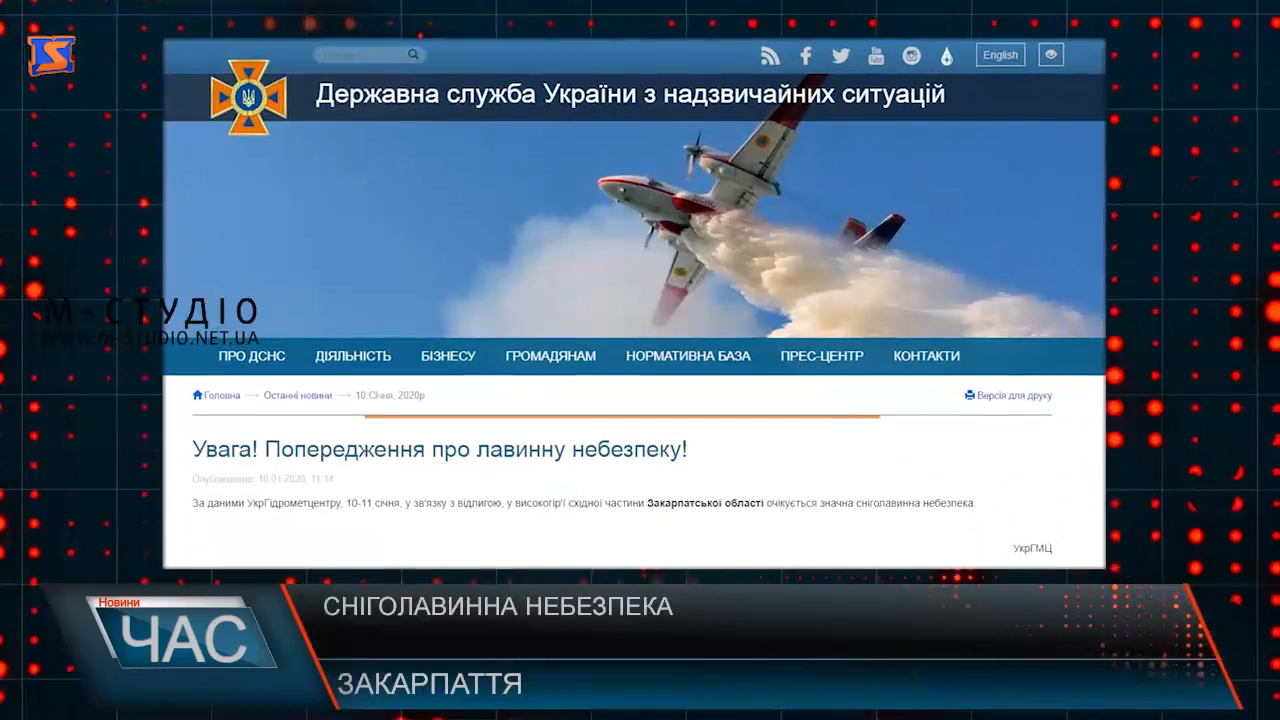 English
Державна служба України з надзвичайних ситуацій
ДСНС
М-СТУДІО
WWW.M-STUDIO.NET.UA
ПРО ДСНС ДІЯЛЬНІСТЬ БІЗНЕСУ ГРОМАДЯНАМ НОРМАТИВНА БАЗА ПРЕС-ЦЕНТР КОНТАКТИ
Головна Останні новини 10 Січня, 2020р Версія для друку
Увага! Попередження про лавинну небезпеку!
Опубліковано: 10.01.2020, 11:14
За даними УкрГідрометцентру, 10-11 січня, у зв'язку з відлигою, у високогір'ї східної частини Закарпатської області очікується значна сніголавинна небезпека.
УкрГМЦ
Новини
ЧАС
СНІГОЛАВИННА НЕБЕЗПЕКА
ЗАКАРПАТТЯ